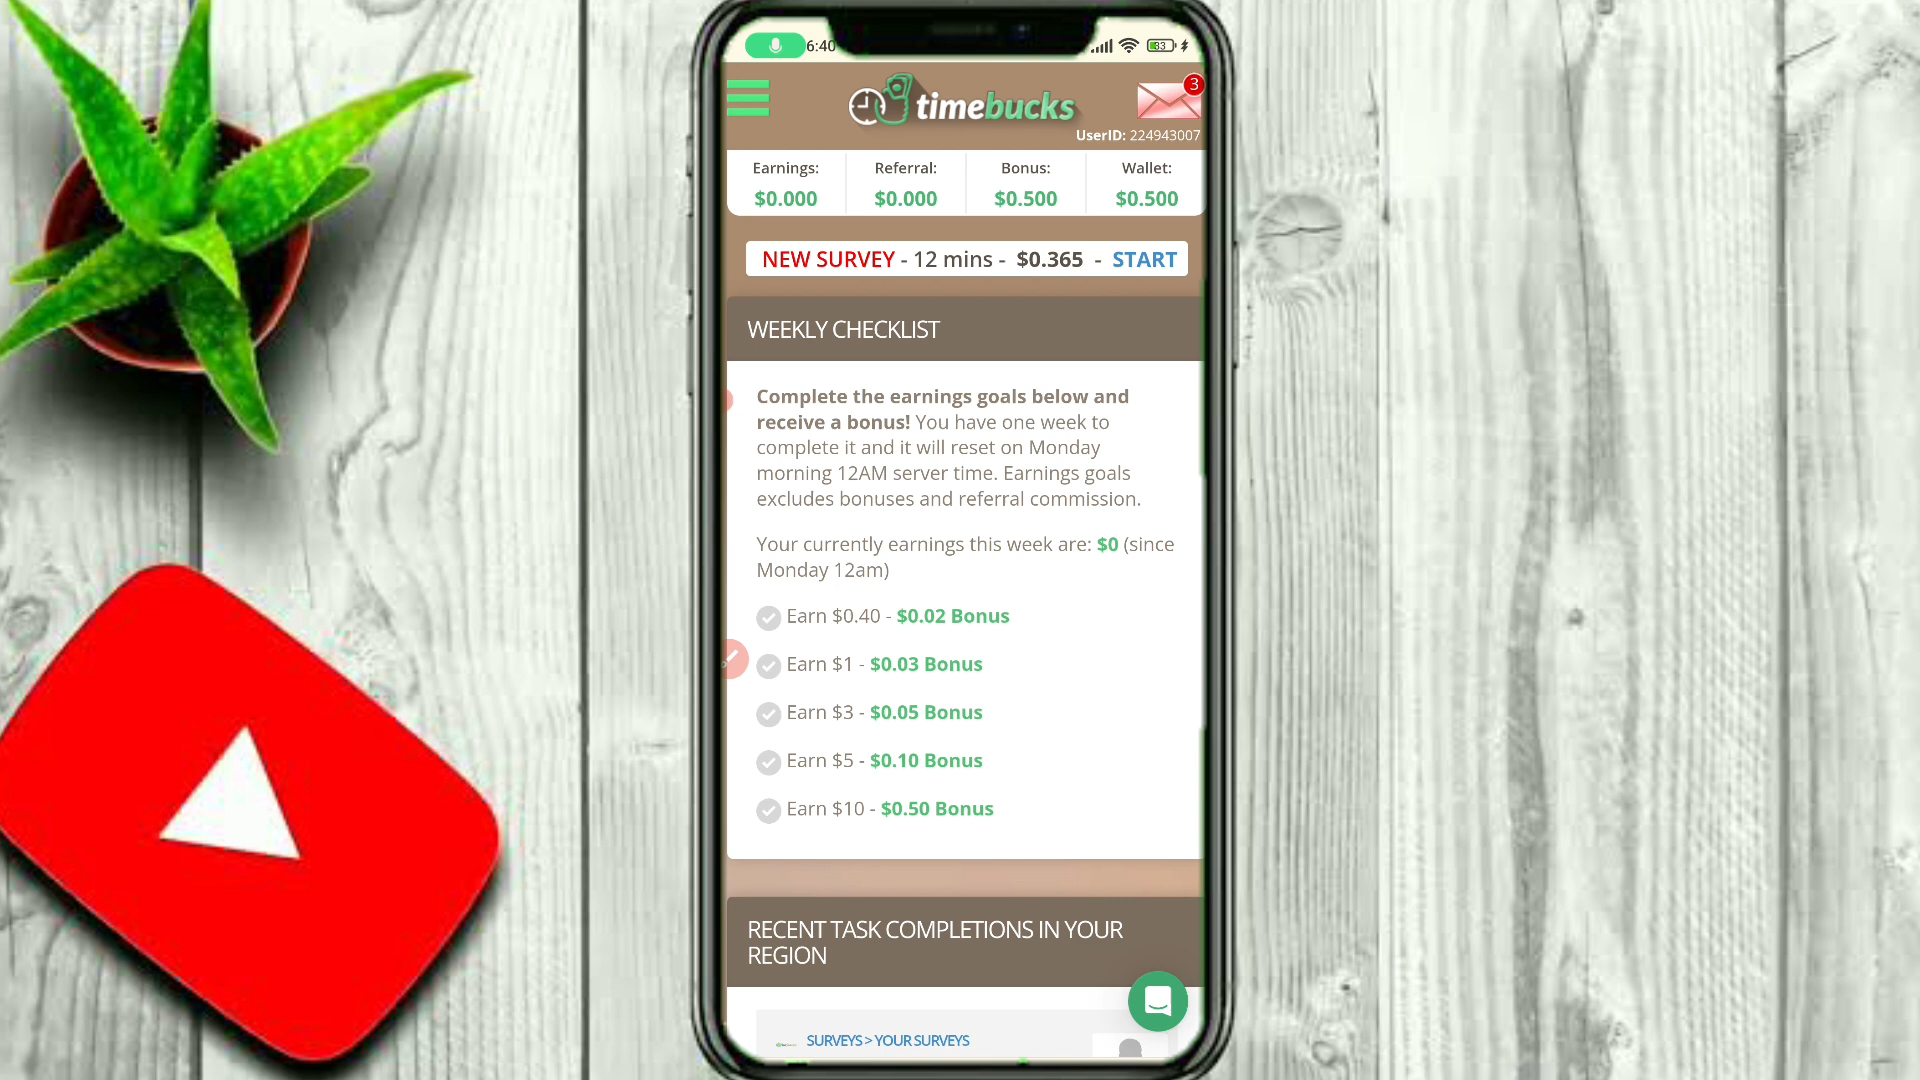 6:40
33
timebucks
3
UserID: 224943007
Earnings:
$0.000
Referral:
$0.000
Bonus:
$0.500
Wallet:
$0.500
NEW SURVEY - 12 mins - $0.365 - START
WEEKLY CHECKLIST
Complete the earnings goals below and
receive a bonus! You have one week to
complete it and it will reset on Monday
morning 12AM server time. Earnings goals
excludes bonuses and referral commission.
Your currently earnings this week are: $0 (since
Monday 12am)
Earn $0.40 - $0.02 Bonus
Earn $1 - $0.03 Bonus
Earn $3 - $0.05 Bonus
Earn $5 - $0.10 Bonus
Earn $10 - $0.50 Bonus
RECENT TASK COMPLETIONS IN YOUR
REGION
SURVEYS > YOUR SURVEYS